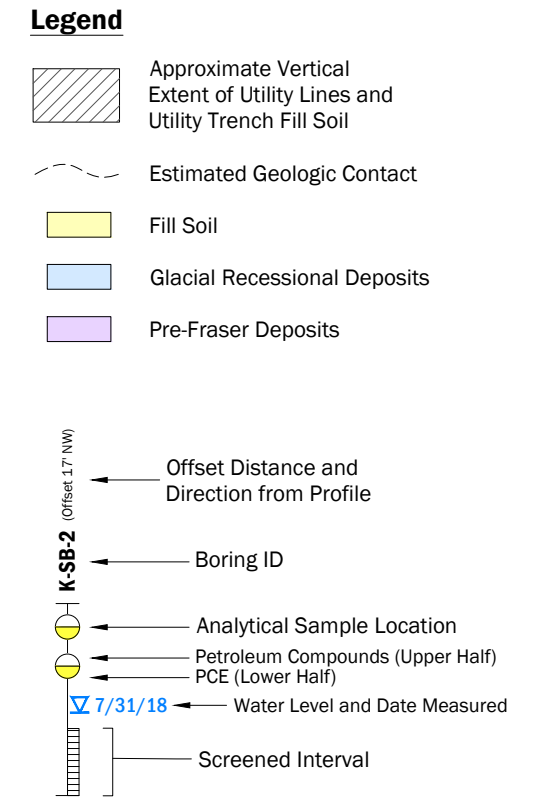 Legend
Approximate Vertical
Extent of Utility Lines and
Utility Trench Fill Soil
Estimated Geologic Contact
Fill Soil
Glacial Recessional Deposits
Pre-Fraser Deposits
K-SB-2 (Offset 17' NW)
Offset Distance and
Direction from Profile
Boring ID
Analytical Sample Location
Petroleum Compounds (Upper Half)
PCE (Lower Half)
7/31/18
Water Level and Date Measured
Screened Interval